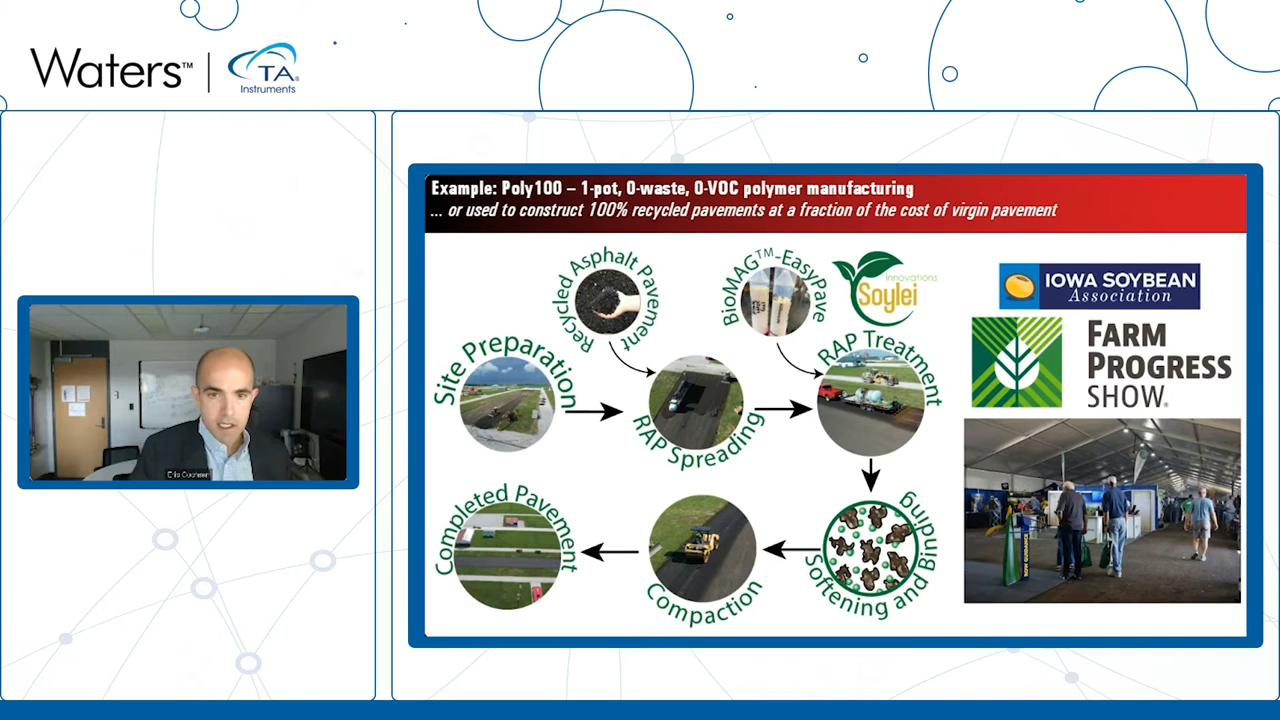 Waters™
TA®
Instruments
Example: Poly100 – 1-pot, 0-waste, 0-VOC polymer manufacturing
... or used to construct 100% recycled pavements at a fraction of the cost of virgin pavement
Recycled Asphalt Pavement
BioMAG™-EasyPave
Innovations
Soylei
IOWA SOYBEAN
Association
FARM
PROGRESS
SHOW®
Site Preparation
RAP Spreading
RAP Treatment
Completed Pavement
Compaction
Softening and Binding